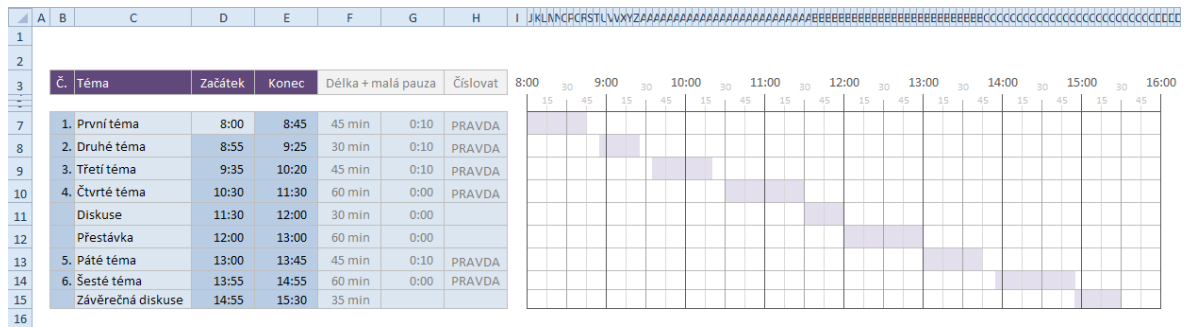 A B C D E F G H I J K L M N
1
2
3 Č. Téma Začátek Konec Délka + malá pauza Číslovat 8:00 30 9:00 30 10:00 30 11:00 30 12:00 30 13:00 30 14:00 30 15:00 30 16:00
15 45 15 45 15 45 15 45 15 45 15 45 15 45 15 45
7 1. První téma 8:00 8:45 45 min 0:10 PRAVDA
8 2. Druhé téma 8:55 9:25 30 min 0:10 PRAVDA
9 3. Třetí téma 9:35 10:20 45 min 0:10 PRAVDA
10 4. Čtvrté téma 10:30 11:30 60 min 0:00 PRAVDA
11 Diskuse 11:30 12:00 30 min 0:00
12 Přestávka 12:00 13:00 60 min 0:00
13 5. Páté téma 13:00 13:45 45 min 0:10 PRAVDA
14 6. Šesté téma 13:55 14:55 60 min 0:00 PRAVDA
15 Závěrečná diskuse 14:55 15:30 35 min
16